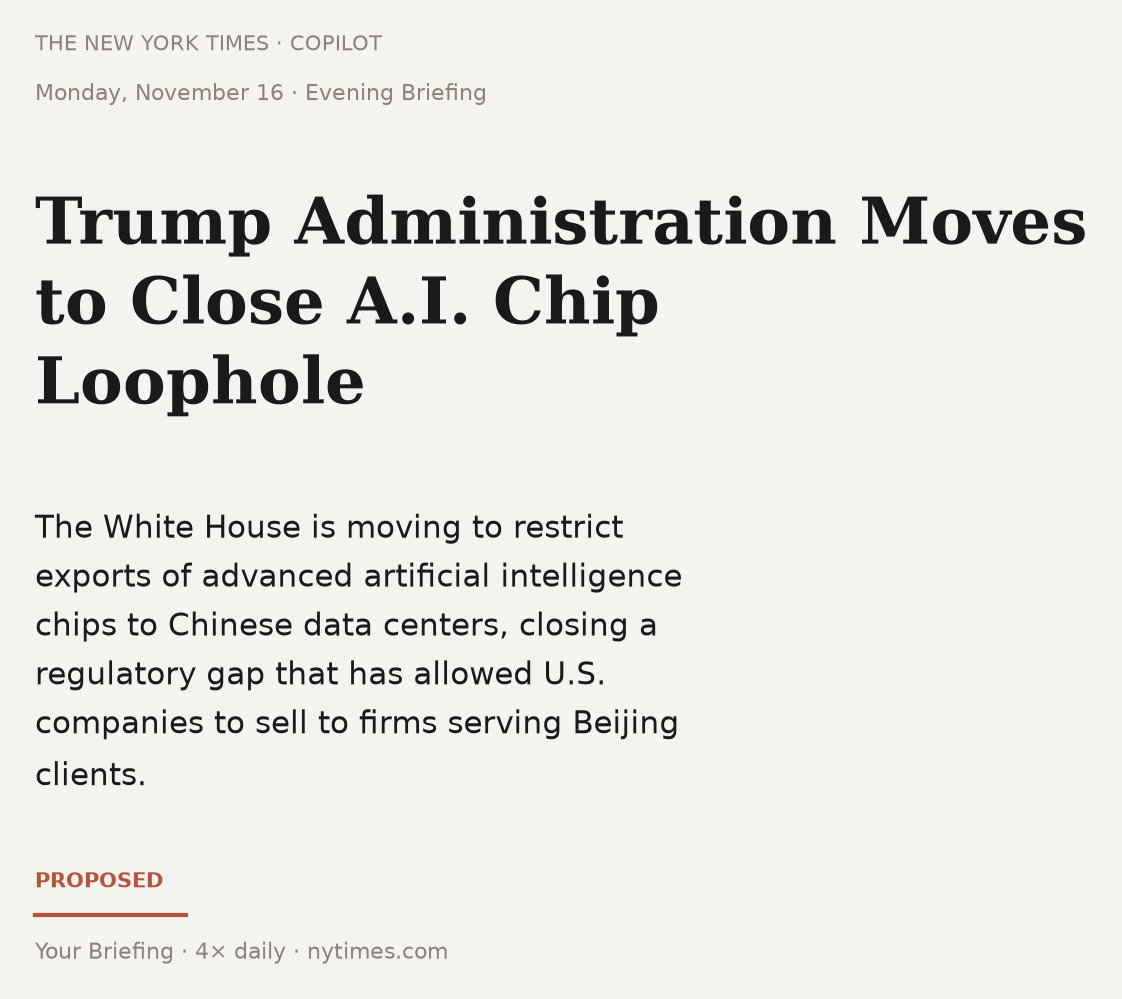 THE NEW YORK TIMES · COPILOT
Monday, November 16 · Evening Briefing
Trump Administration Moves
to Close A.I. Chip
Loophole
The White House is moving to restrict
exports of advanced artificial intelligence
chips to Chinese data centers, closing a
regulatory gap that has allowed U.S.
companies to sell to firms serving Beijing
clients.
PROPOSED
Your Briefing · 4× daily · nytimes.com